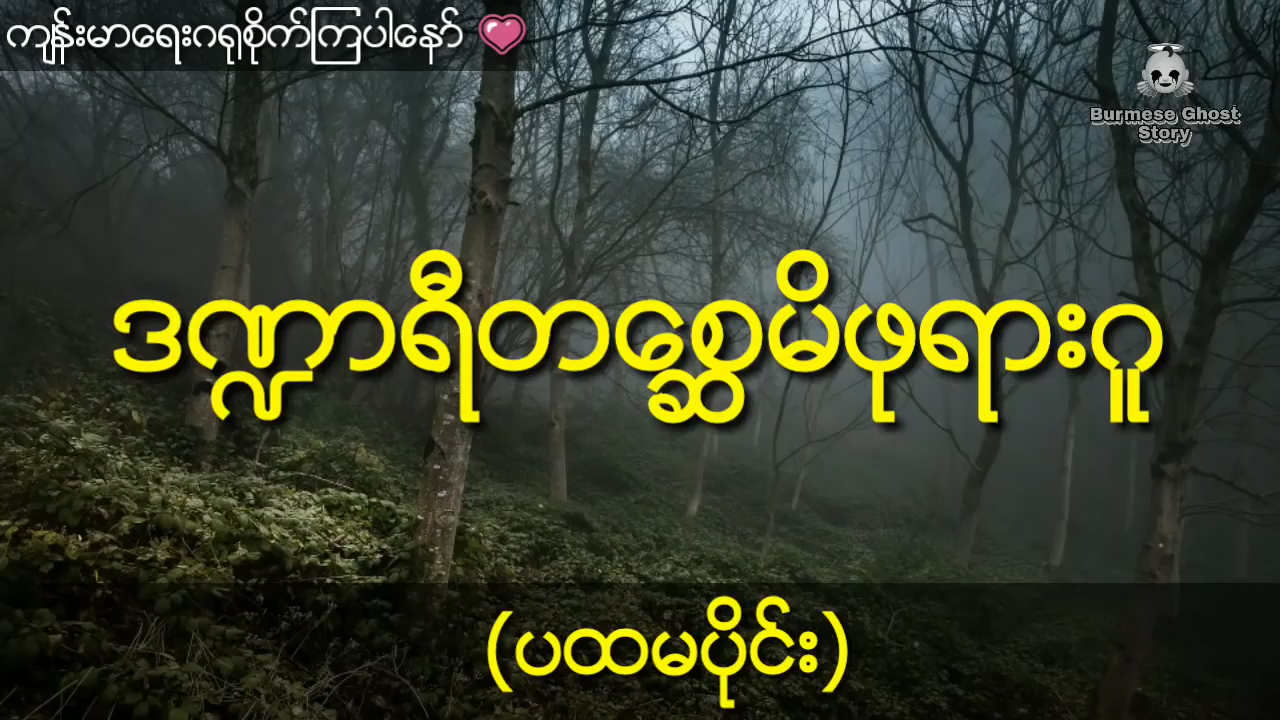 ကျန်းမာရေးဂရုစိုက်ကြပါနော် 💗
Burmese Ghost
Story
ဒဏ္ဍာရီတစ္ဆေမိဖုရားဂူ
(ပထမပိုင်း)